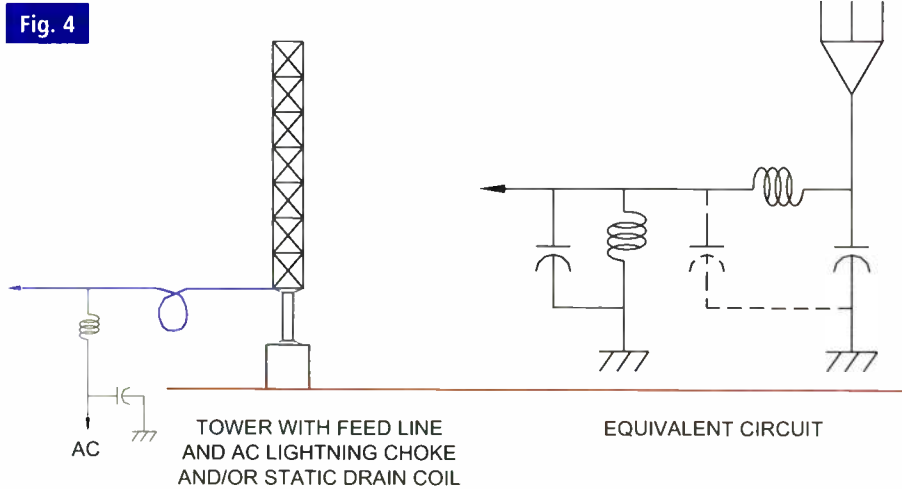 Fig. 4
AC
TOWER WITH FEED LINE
AND AC LIGHTNING CHOKE
AND/OR STATIC DRAIN COIL
EQUIVALENT CIRCUIT